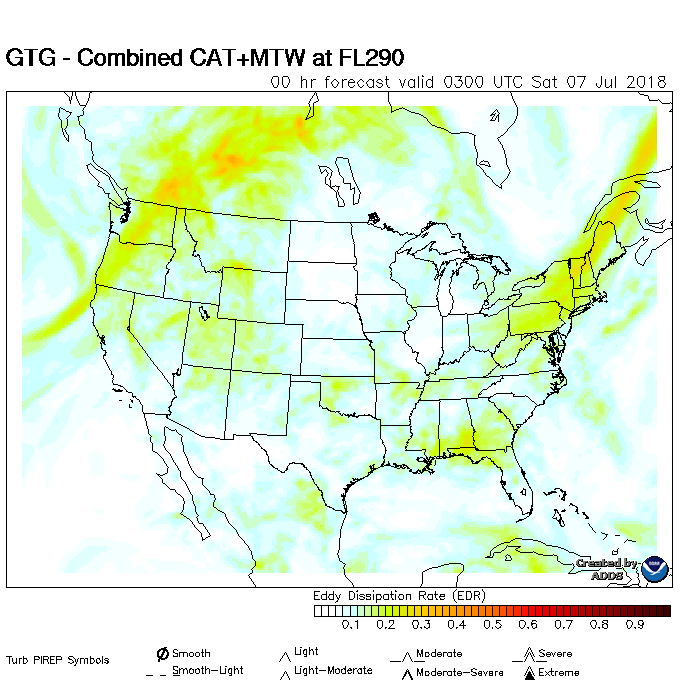 GTG - Combined CAT+MTW at FL290
00 hr forecast valid 0300 UTC Sat 07 Jul 2018
Created by
ADDS
Eddy Dissipation Rate (EDR)
0.1 0.2 0.3 0.4 0.5 0.6 0.7 0.8 0.9
Turb PIREP Symbols
Smooth Light Moderate Severe
Smooth-Light Light-Moderate Moderate-Severe Extreme